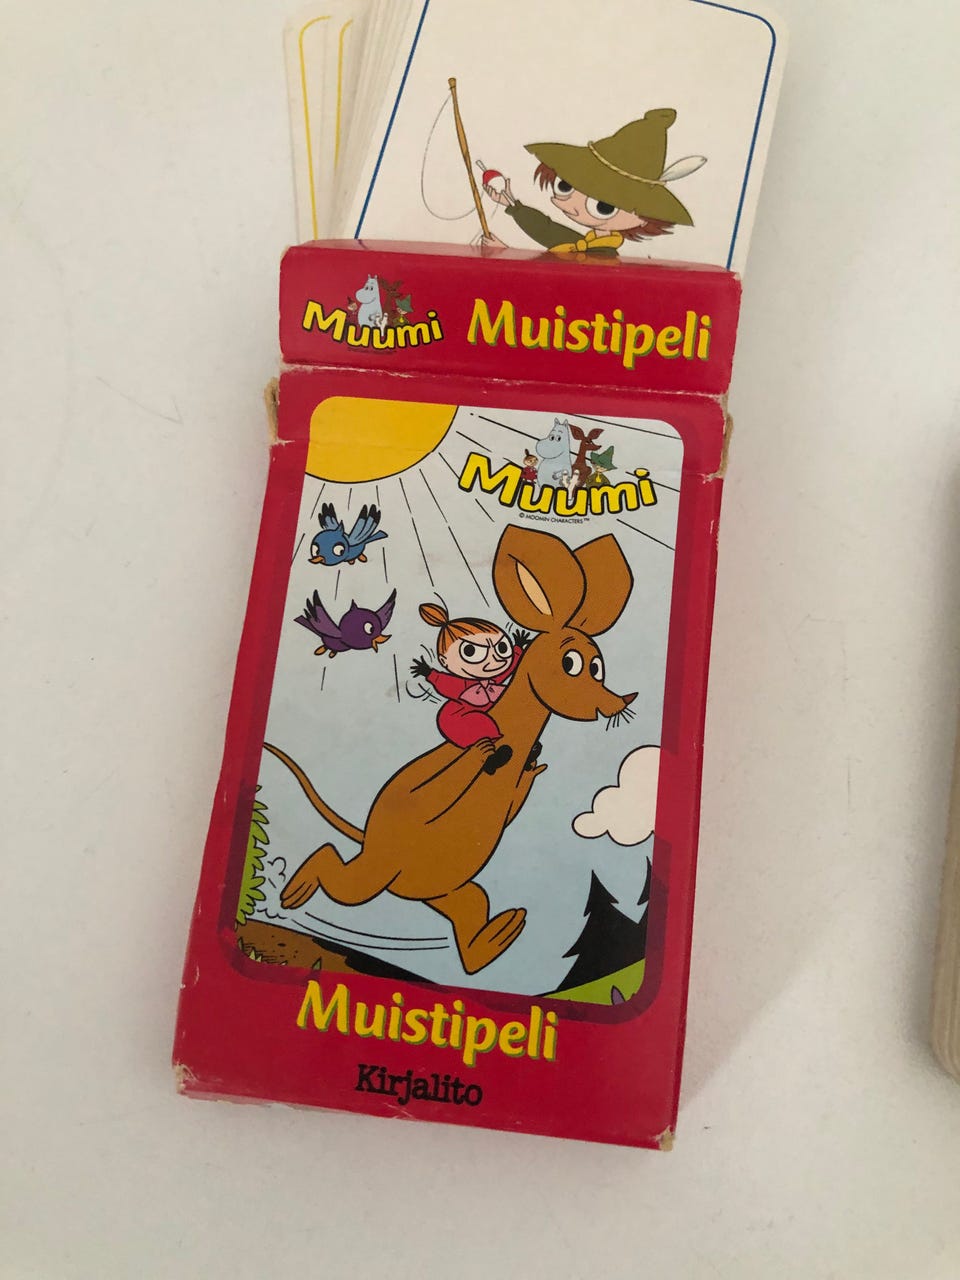 Muumi Muistipeli
Muumi
© MOOMIN CHARACTERS™
Muistipeli
Kirjalito